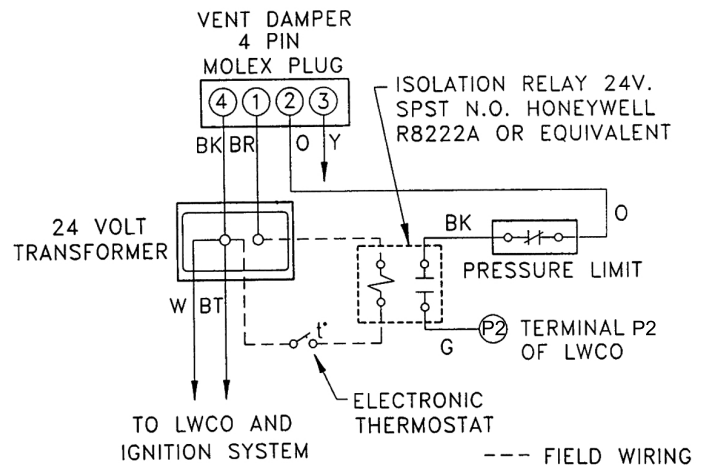 VENT DAMPER
4 PIN
MOLEX PLUG
4 1 2 3
BK BR O Y
ISOLATION RELAY 24V.
SPST N.O. HONEYWELL
R8222A OR EQUIVALENT
24 VOLT
TRANSFORMER
BK
O
PRESSURE LIMIT
W BT
t°
G
P2
TERMINAL P2
OF LWCO
TO LWCO AND
IGNITION SYSTEM
ELECTRONIC
THERMOSTAT
--- FIELD WIRING